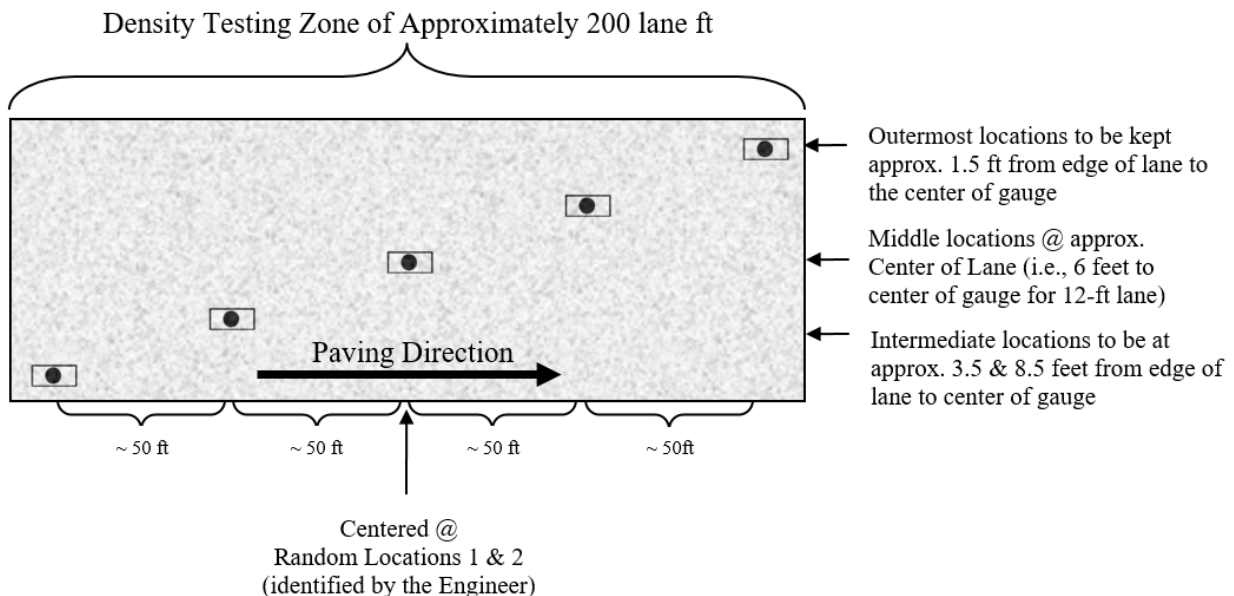 Density Testing Zone of Approximately 200 lane ft
Outermost locations to be kept
approx. 1.5 ft from edge of lane to
the center of gauge
Middle locations @ approx.
Center of Lane (i.e., 6 feet to
center of gauge for 12-ft lane)
Intermediate locations to be at
approx. 3.5 & 8.5 feet from edge of
lane to center of gauge
Paving Direction
~ 50 ft
~ 50 ft
~ 50 ft
~ 50ft
Centered @
Random Locations 1 & 2
(identified by the Engineer)